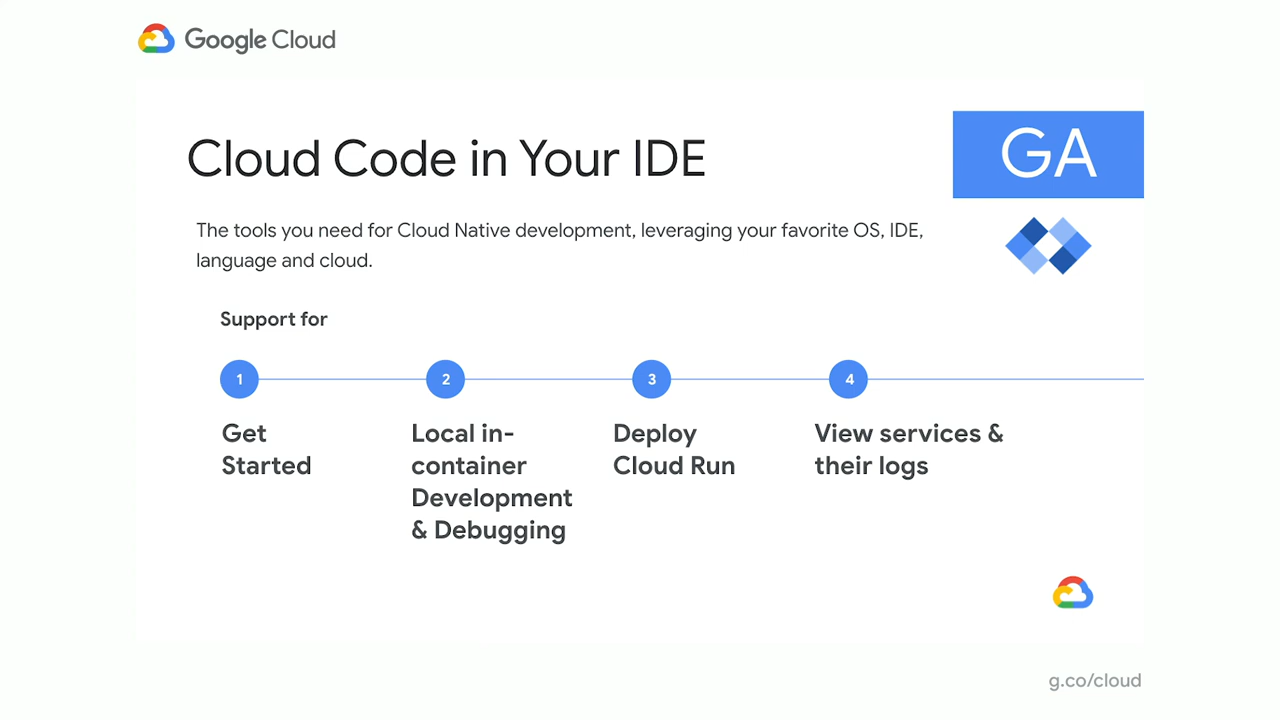 Google Cloud
Cloud Code in Your IDE
GA
The tools you need for Cloud Native development, leveraging your favorite OS, IDE,
language and cloud.
Support for
1
2
3
4
Get
Started
Local in-
container
Development
& Debugging
Deploy
Cloud Run
View services &
their logs
g.co/cloud